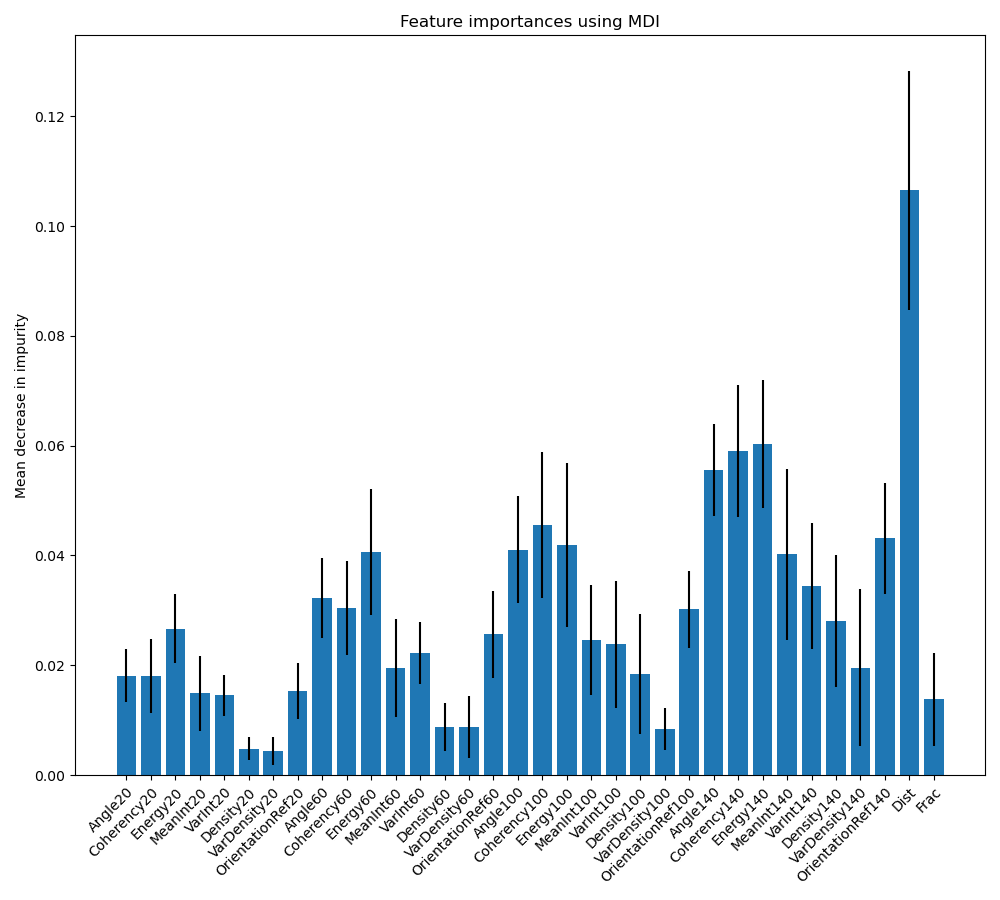 Feature importances using MDI
Mean decrease in impurity
0.12
0.10
0.08
0.06
0.04
0.02
0.00
Angle20
Coherency20
Energy20
MeanInt20
VarInt20
Density20
VarDensity20
OrientationRef20
Angle60
Coherency60
Energy60
MeanInt60
VarInt60
Density60
VarDensity60
OrientationRef60
Angle100
Coherency100
Energy100
MeanInt100
VarInt100
Density100
VarDensity100
OrientationRef100
Angle140
Coherency140
Energy140
MeanInt140
VarInt140
Density140
VarDensity140
OrientationRef140
Dist
Frac